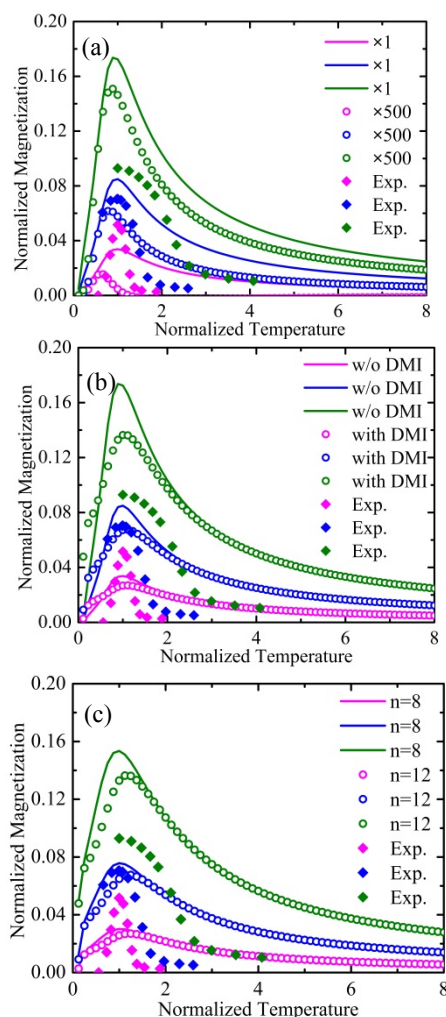 (a)
×1
×1
×1
×500
×500
×500
Exp.
Exp.
Exp.
Normalized Magnetization
0.20
0.16
0.12
0.08
0.04
0.00
0 2 4 6 8
Normalized Temperature
(b)
w/o DMI
w/o DMI
w/o DMI
with DMI
with DMI
with DMI
Exp.
Exp.
Exp.
Normalized Magnetization
0.20
0.16
0.12
0.08
0.04
0.00
0 2 4 6 8
Normalized Temperature
(c)
n=8
n=8
n=8
n=12
n=12
n=12
Exp.
Exp.
Exp.
Normalized Magnetization
0.20
0.16
0.12
0.08
0.04
0.00
0 1 2 3 4 5 6 7 8
Normalized Temperature